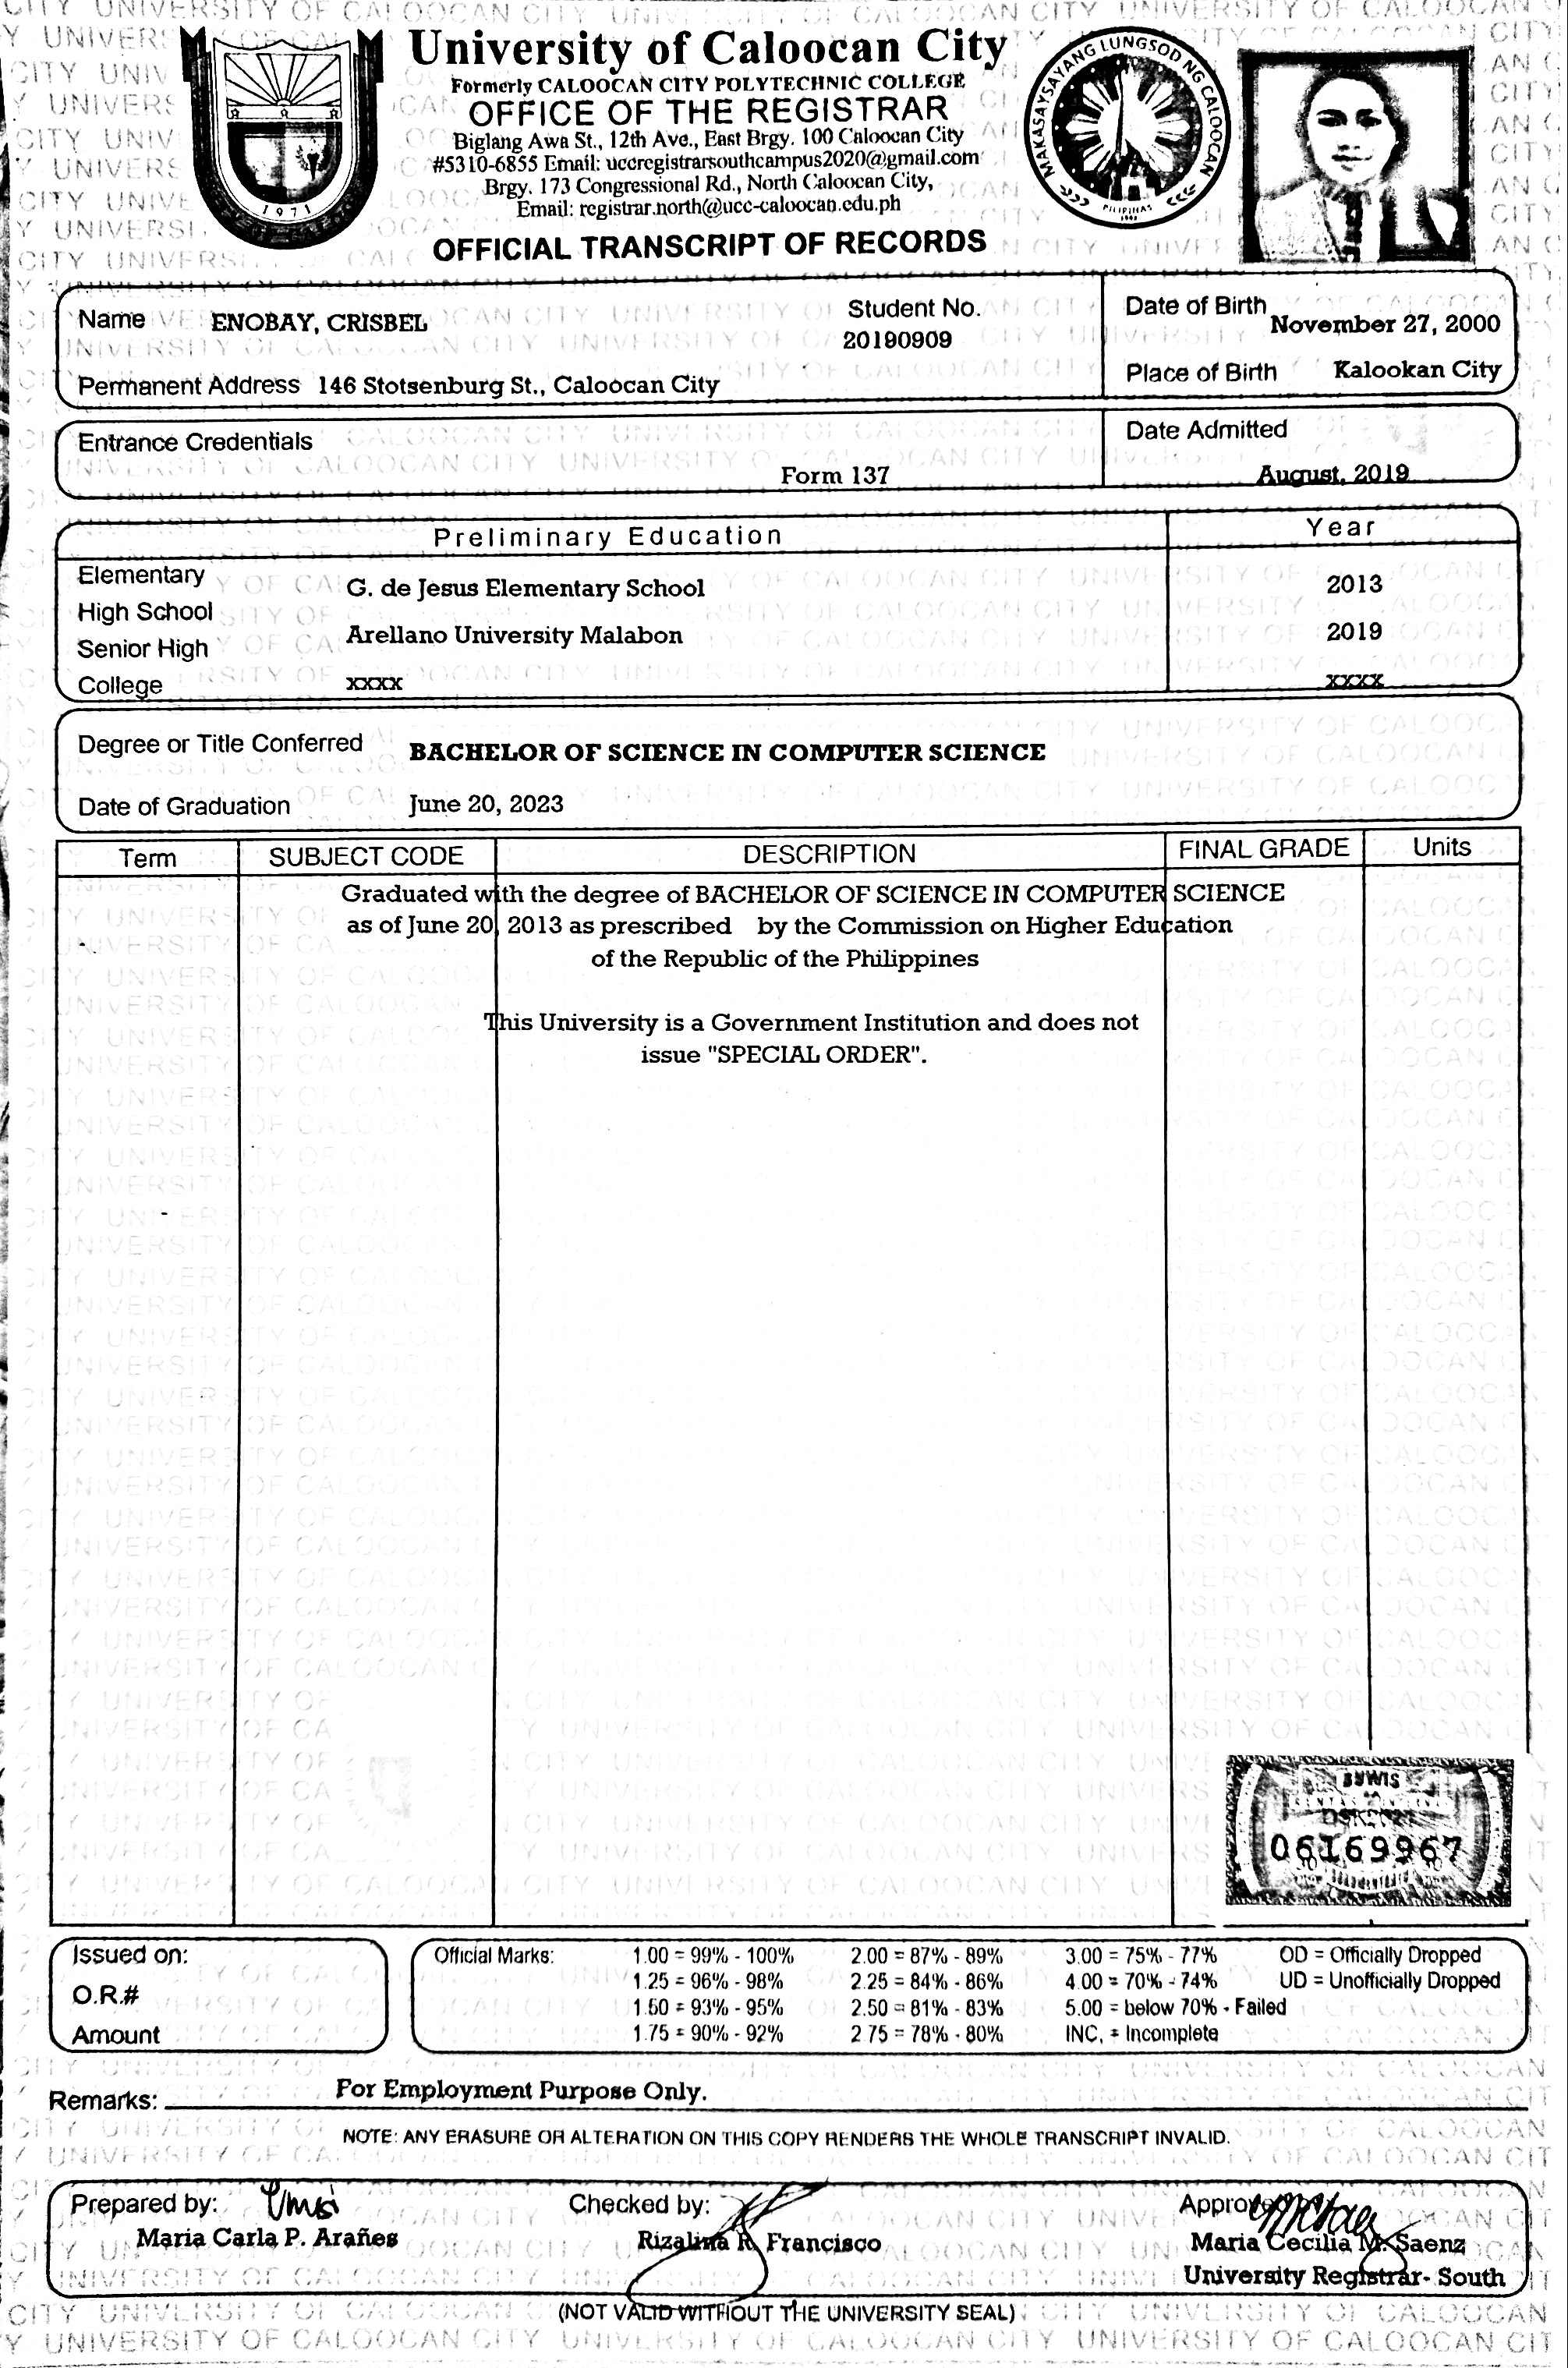 University of Caloocan City
Formerly CALOOCAN CITY POLYTECHNIC COLLEGE
OFFICE OF THE REGISTRAR
Biglang Awa St., 12th Ave., East Brgy. 100 Caloocan City
#5310-6855 Email: uccregistrarsouthcampus2020@gmail.com
Brgy. 173 Congressional Rd., North Caloocan City,
Email: registrar.north@ucc-caloocan.edu.ph
OFFICIAL TRANSCRIPT OF RECORDS
1971
MAKASAYSAYANG LUNGSOD NG CALOOCAN
PILIPINAS
Name ENOBAY, CRISBEL Student No. 20190909
Date of Birth November 27, 2000
Permanent Address 146 Stotsenburg St., Caloocan City
Place of Birth Kalookan City
Entrance Credentials Form 137
Date Admitted August, 2019
Preliminary Education Year
Elementary G. de Jesus Elementary School 2013
High School
Senior High Arellano University Malabon 2019
College xxxx xxxx
Degree or Title Conferred BACHELOR OF SCIENCE IN COMPUTER SCIENCE
Date of Graduation June 20, 2023
Term SUBJECT CODE DESCRIPTION FINAL GRADE Units
Graduated with the degree of BACHELOR OF SCIENCE IN COMPUTER SCIENCE
as of June 20, 2013 as prescribed by the Commission on Higher Education
of the Republic of the Philippines
This University is a Government Institution and does not
issue "SPECIAL ORDER".
06169967
Issued on:
O.R.#
Amount
Official Marks: 1.00 = 99% - 100% 2.00 = 87% - 89% 3.00 = 75% - 77% OD = Officially Dropped
1.25 = 96% - 98% 2.25 = 84% - 86% 4.00 = 70% - 74% UD = Unofficially Dropped
1.50 = 93% - 95% 2.50 = 81% - 83% 5.00 = below 70% - Failed
1.75 = 90% - 92% 2.75 = 78% - 80% INC, = Incomplete
Remarks: For Employment Purpose Only.
NOTE: ANY ERASURE OR ALTERATION ON THIS COPY RENDERS THE WHOLE TRANSCRIPT INVALID.
Prepared by: Checked by: Approve
Maria Carla P. Arañes Rizalina R. Francisco Maria Cecilia M. Saenz
University Registrar- South
(NOT VALID WITHOUT THE UNIVERSITY SEAL)